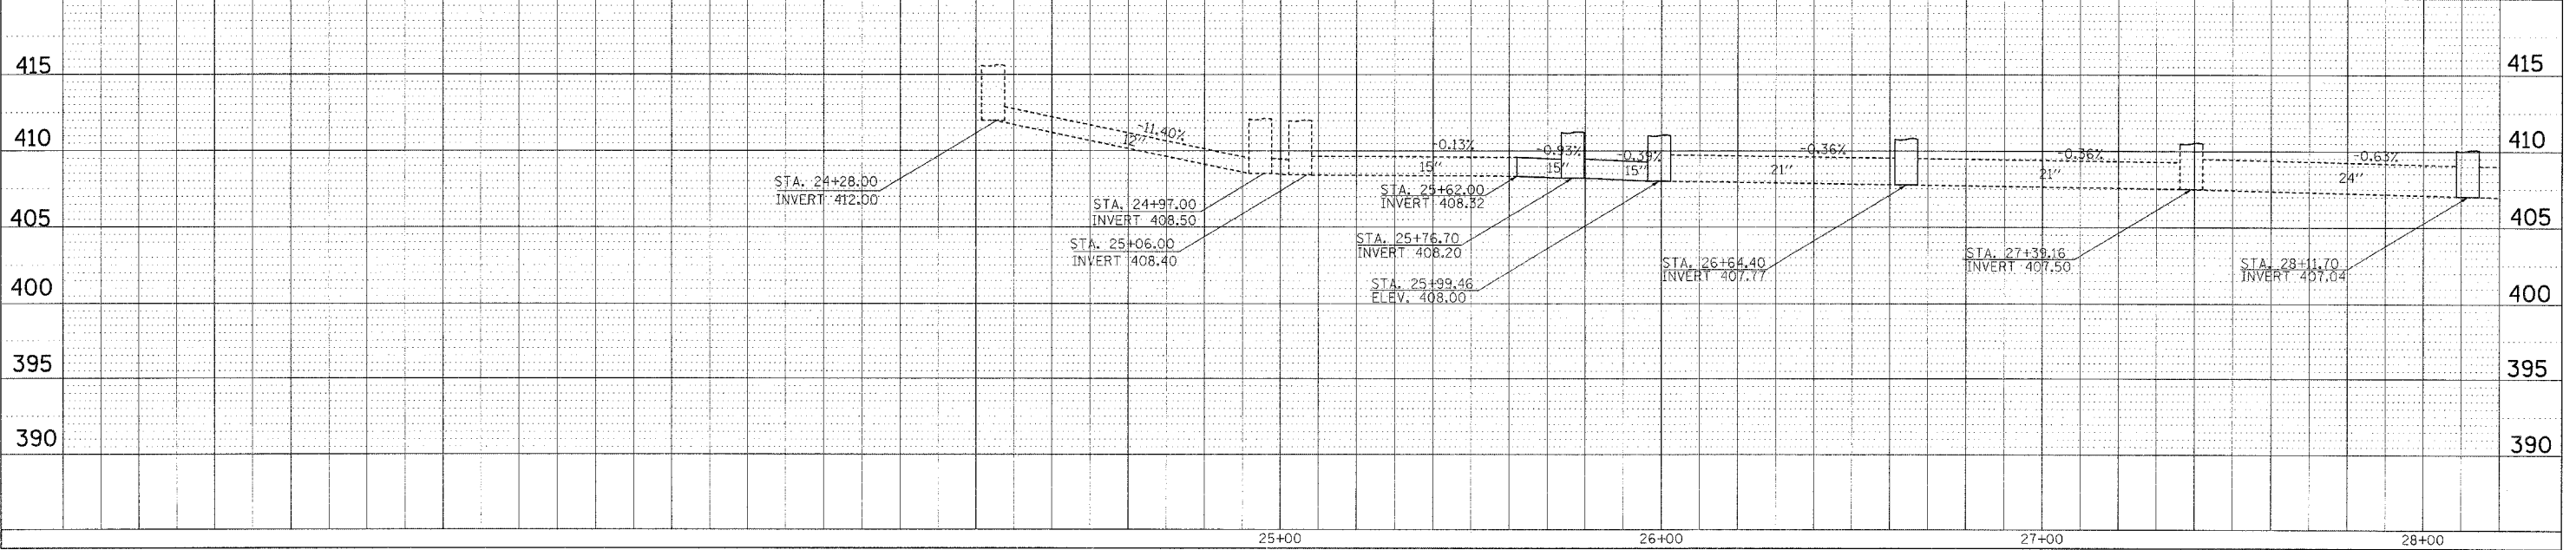 415
410
405
400
395
390
-11.40%
12''
-0.13%
15''
-0.93%
15''
-0.39%
15''
-0.36%
21''
-0.36%
21''
-0.63%
24''
STA. 24+28.00
INVERT 412.00
STA. 24+97.00
INVERT 408.50
STA. 25+06.00
INVERT 408.40
STA. 25+62.00
INVERT 408.32
STA. 25+76.70
INVERT 408.20
STA. 25+99.46
ELEV. 408.00
STA. 26+64.40
INVERT 407.77
STA. 27+39.16
INVERT 407.50
STA. 28+11.70
INVERT 407.04
415
410
405
400
395
390
25+00
26+00
27+00
28+00